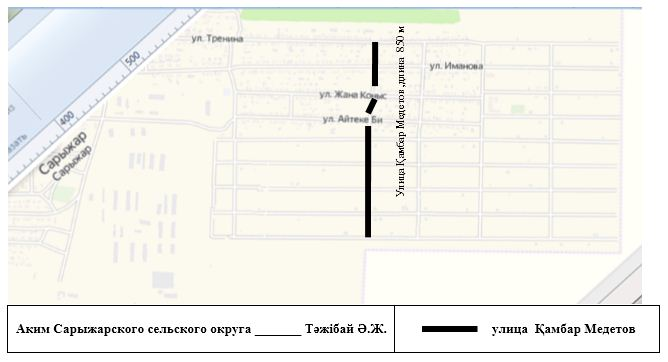 ул. Тренина
500
ул. Иманова
Улица Қамбар Медетов ,длина 850 м
ул. Жана Коныс
400
ул. Айтеке Би
Сарыжар
Сарыжар
Аким Сарыжарского сельского округа _______ Тәжібай Ә.Ж.
улица Қамбар Медетов